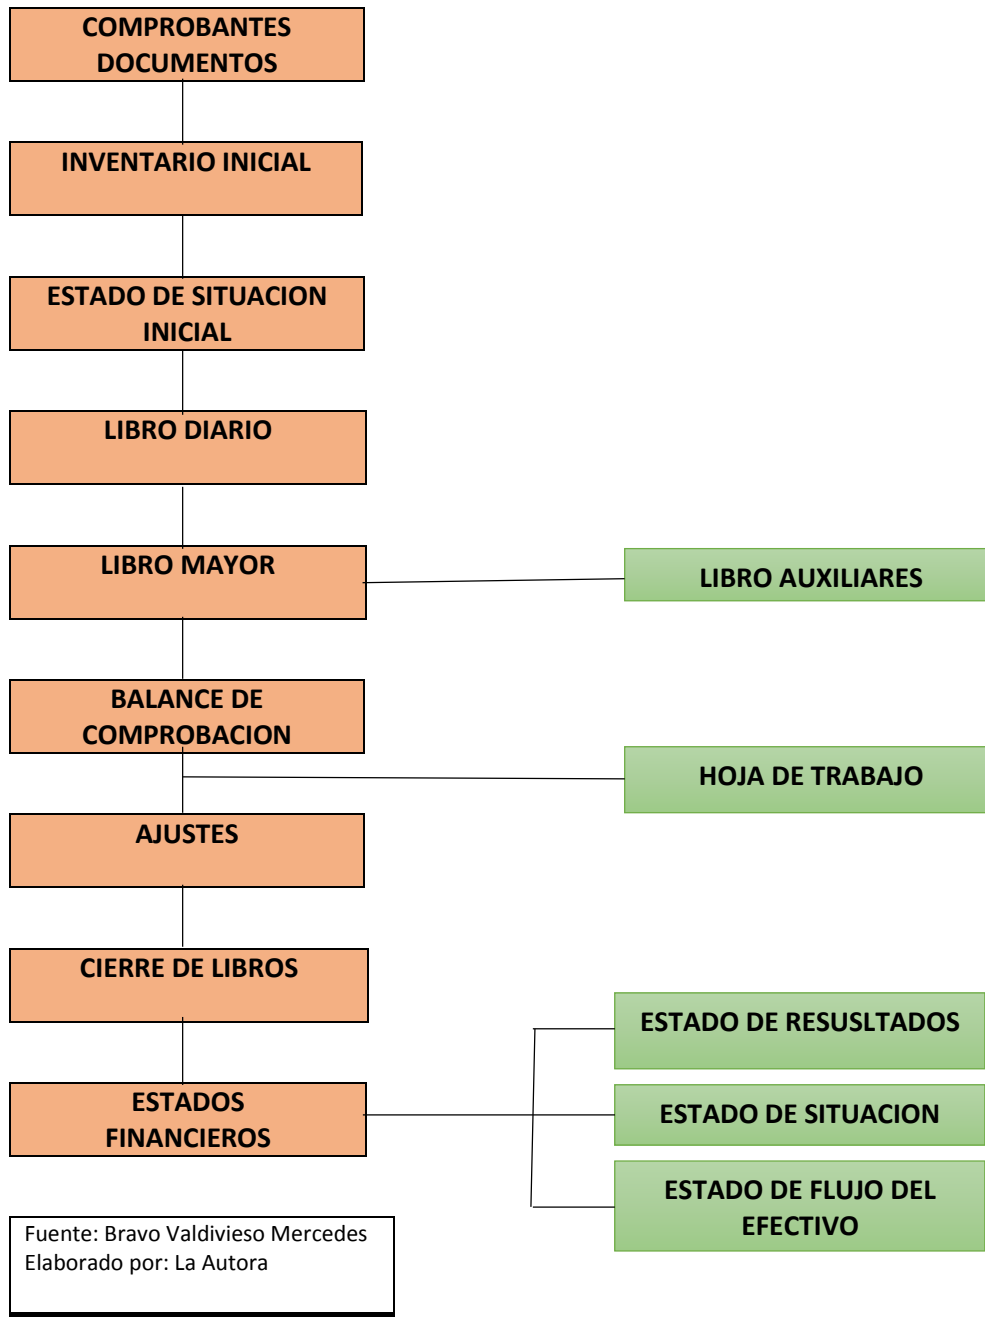 COMPROBANTES
DOCUMENTOS
INVENTARIO INICIAL
ESTADO DE SITUACION
INICIAL
LIBRO DIARIO
LIBRO MAYOR
LIBRO AUXILIARES
BALANCE DE
COMPROBACION
HOJA DE TRABAJO
AJUSTES
CIERRE DE LIBROS
ESTADOS
FINANCIEROS
ESTADO DE RESUSLTADOS
ESTADO DE SITUACION
ESTADO DE FLUJO DEL
EFECTIVO
Fuente: Bravo Valdivieso Mercedes
Elaborado por: La Autora